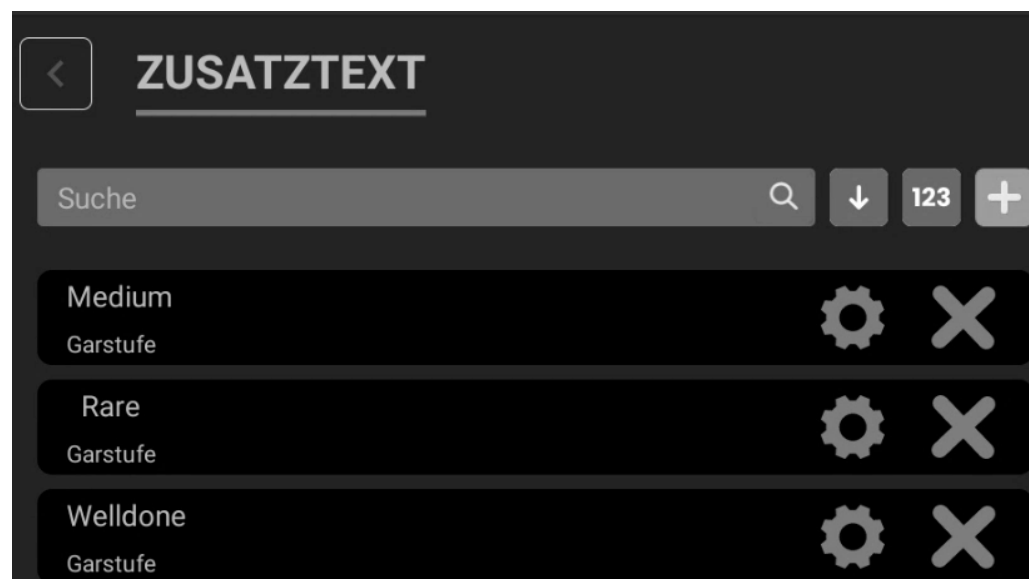 ZUSATZTEXT
Suche 123
Medium
Garstufe
Rare
Garstufe
Welldone
Garstufe